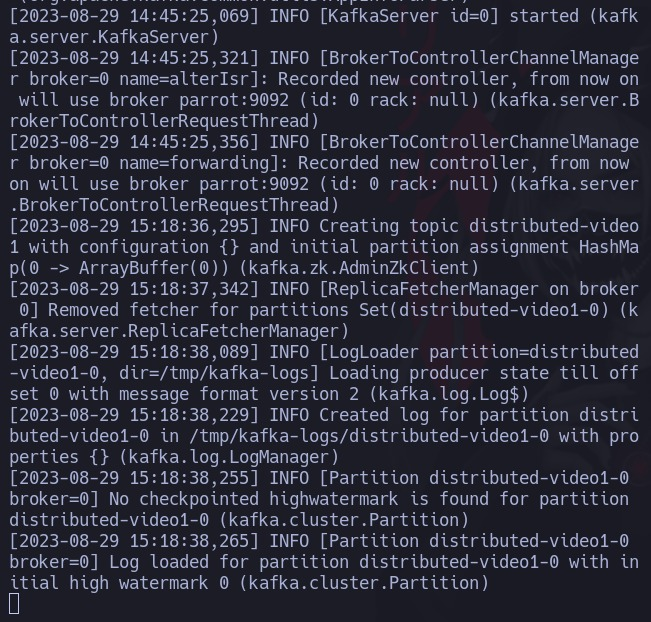 [2023-08-29 14:45:25,069] INFO [KafkaServer id=0] started (kafk
a.server.KafkaServer)
[2023-08-29 14:45:25,321] INFO [BrokerToControllerChannelManage
r broker=0 name=alterIsr]: Recorded new controller, from now on
 will use broker parrot:9092 (id: 0 rack: null) (kafka.server.B
rokerToControllerRequestThread)
[2023-08-29 14:45:25,356] INFO [BrokerToControllerChannelManage
r broker=0 name=forwarding]: Recorded new controller, from now
on will use broker parrot:9092 (id: 0 rack: null) (kafka.server
.BrokerToControllerRequestThread)
[2023-08-29 15:18:36,295] INFO Creating topic distributed-video
1 with configuration {} and initial partition assignment HashMa
p(0 -> ArrayBuffer(0)) (kafka.zk.AdminZkClient)
[2023-08-29 15:18:37,342] INFO [ReplicaFetcherManager on broker
 0] Removed fetcher for partitions Set(distributed-video1-0) (k
afka.server.ReplicaFetcherManager)
[2023-08-29 15:18:38,089] INFO [LogLoader partition=distributed
-video1-0, dir=/tmp/kafka-logs] Loading producer state till off
set 0 with message format version 2 (kafka.log.Log$)
[2023-08-29 15:18:38,229] INFO Created log for partition distri
buted-video1-0 in /tmp/kafka-logs/distributed-video1-0 with pro
perties {} (kafka.log.LogManager)
[2023-08-29 15:18:38,255] INFO [Partition distributed-video1-0
broker=0] No checkpointed highwatermark is found for partition
distributed-video1-0 (kafka.cluster.Partition)
[2023-08-29 15:18:38,265] INFO [Partition distributed-video1-0
broker=0] Log loaded for partition distributed-video1-0 with in
itial high watermark 0 (kafka.cluster.Partition)